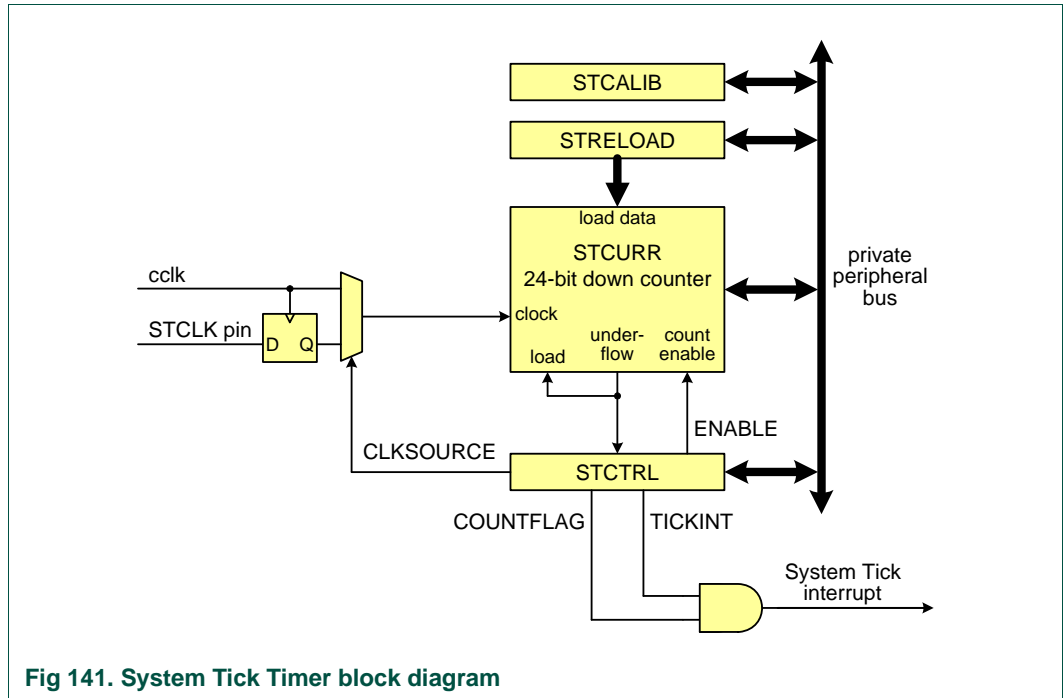 STCALIB
STRELOAD
load data
STCURR
24-bit down counter
private
peripheral
bus
cclk
STCLK pin
D Q
clock
under-
flow
count
enable
load
ENABLE
CLKSOURCE
STCTRL
COUNTFLAG
TICKINT
System Tick
interrupt
Fig 141. System Tick Timer block diagram